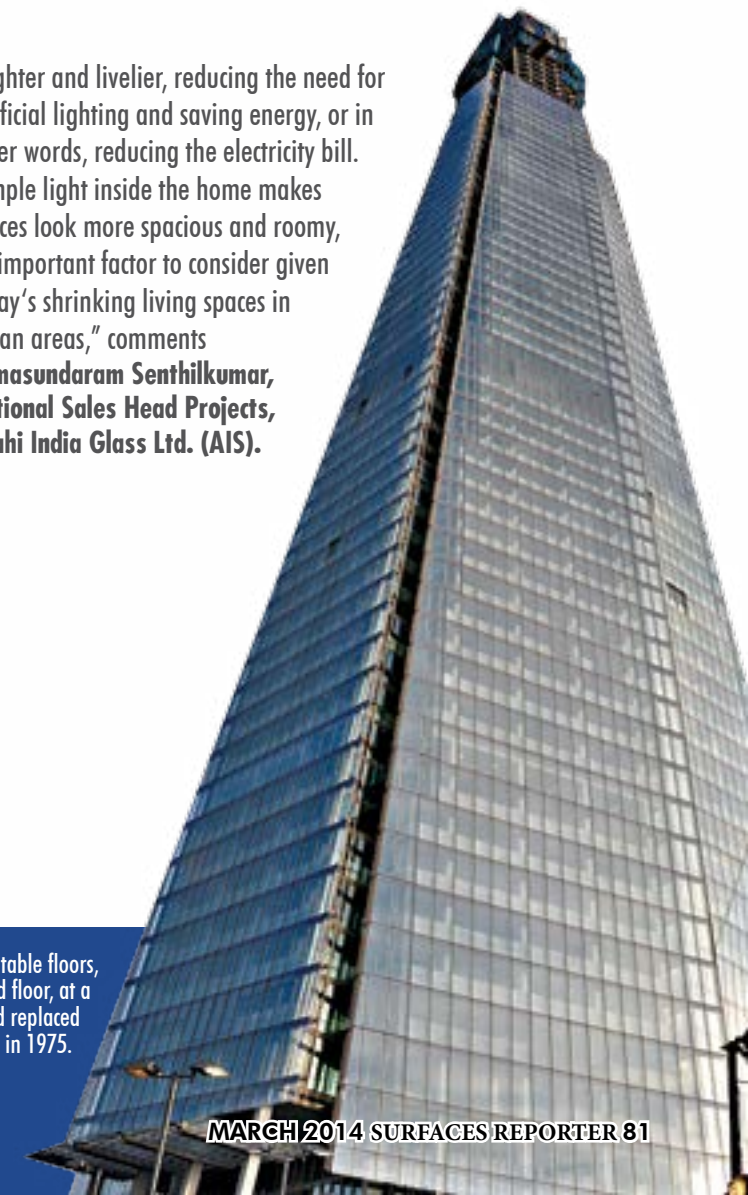 ghter and livelier, reducing the need for
ficial lighting and saving energy, or in
er words, reducing the electricity bill.
nple light inside the home makes
ces look more spacious and roomy,
important factor to consider given
ay‘s shrinking living spaces in
an areas,” comments
masundaram Senthilkumar,
tional Sales Head Projects,
ahi India Glass Ltd. (AIS).
table floors,
d floor, at a
d replaced
in 1975.
MARCH 2014 SURFACES REPORTER 81